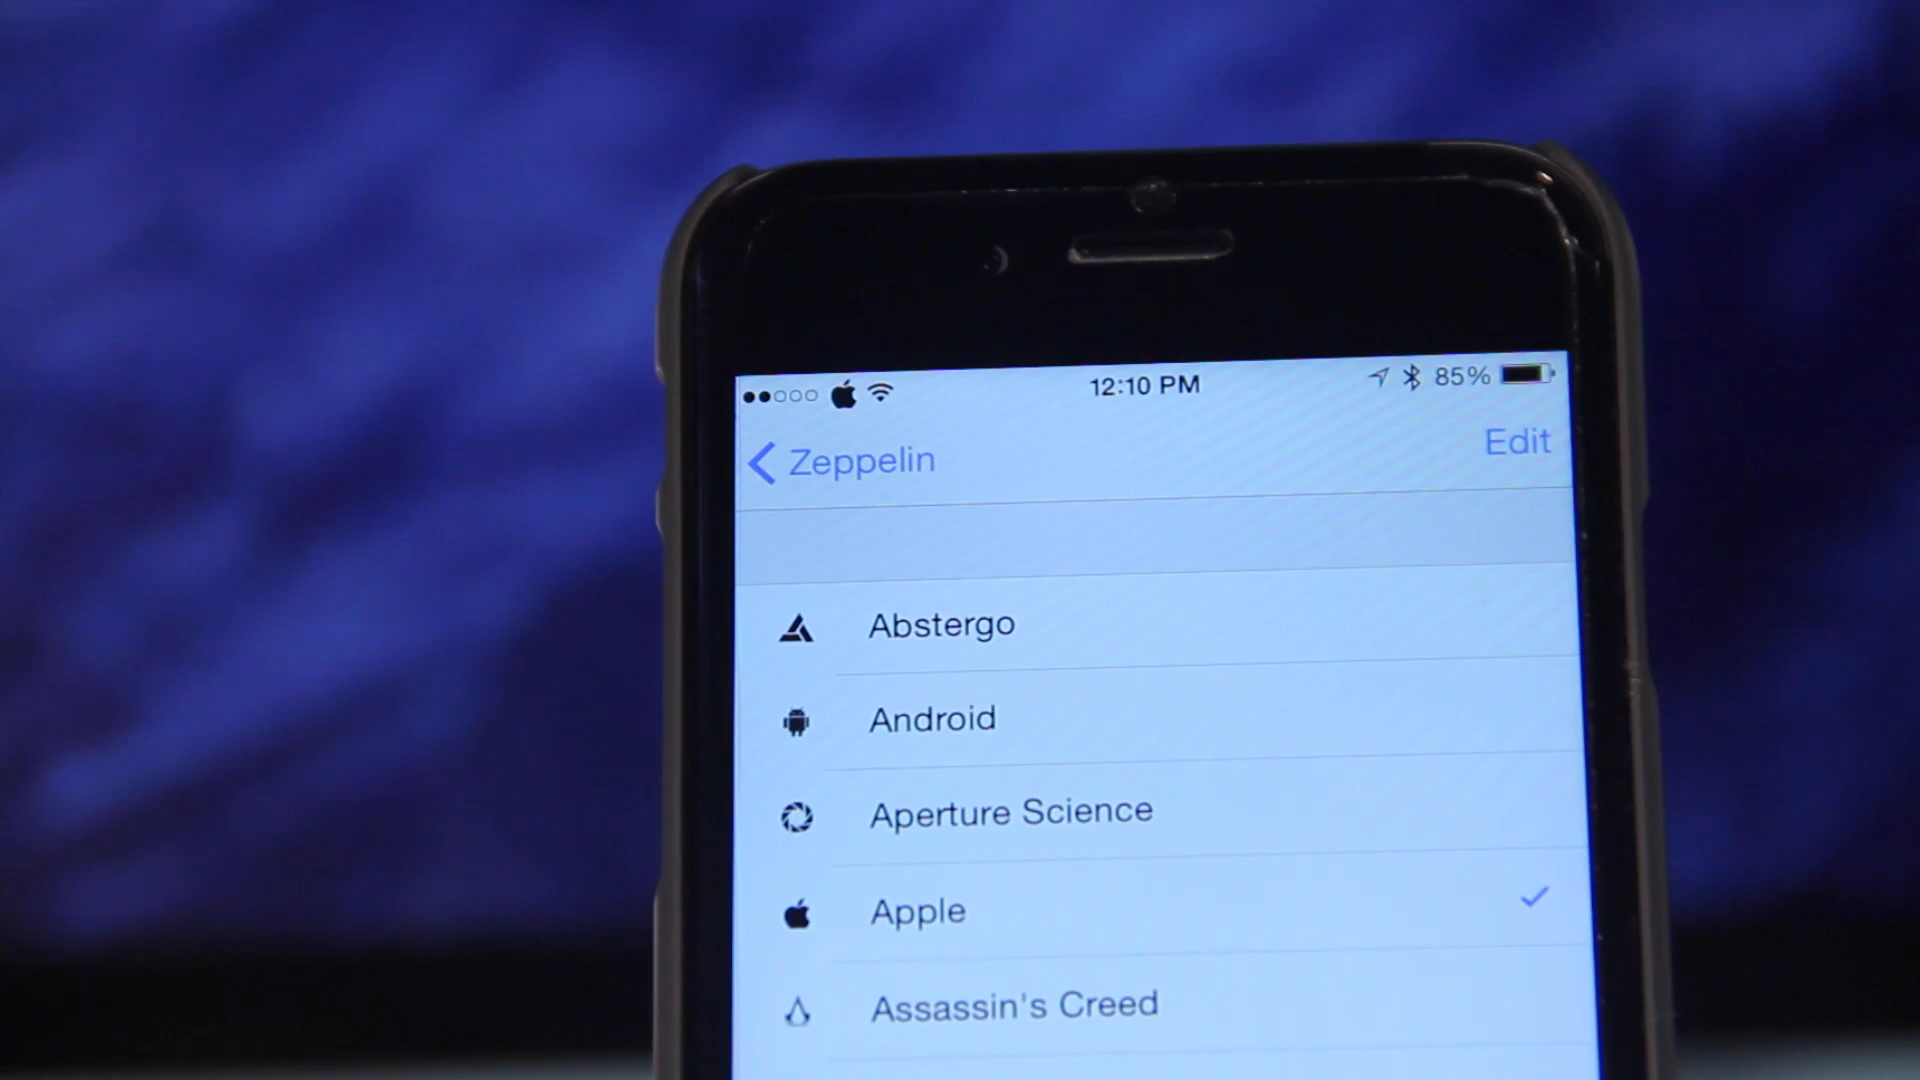 12:10 PM 85%
Zeppelin Edit
Abstergo
Android
Aperture Science
Apple
Assassin's Creed